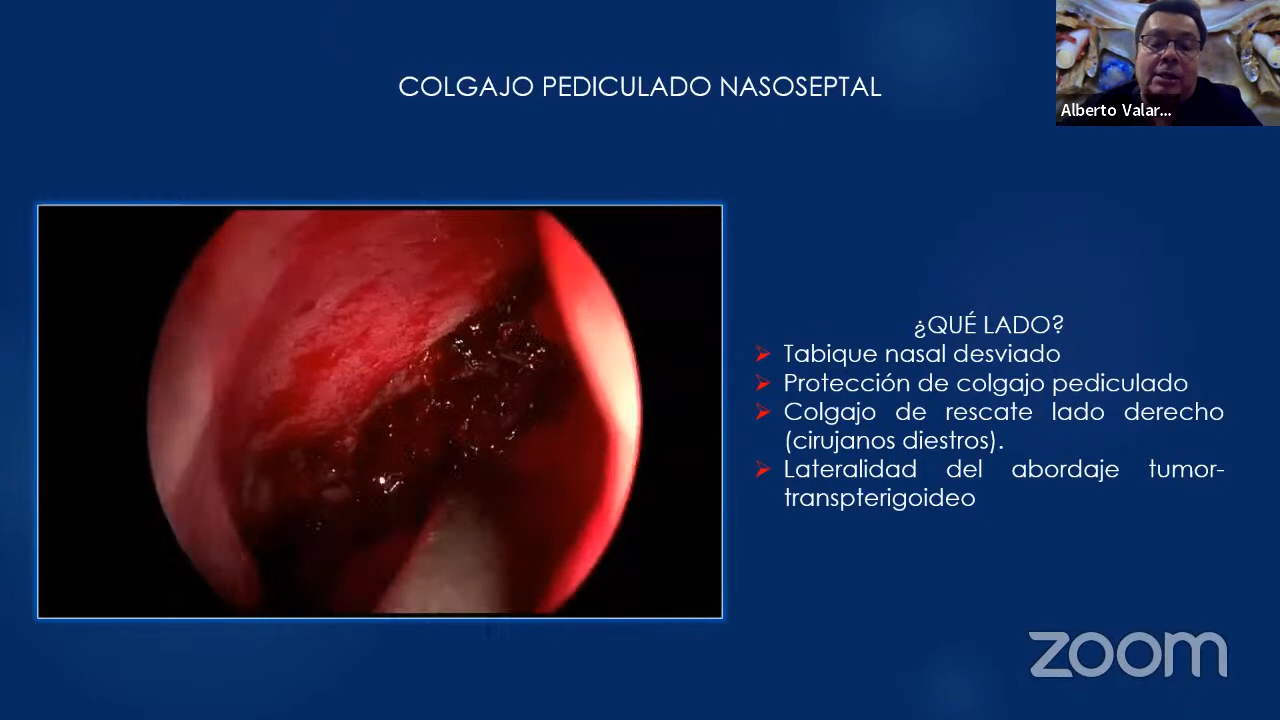 COLGAJO PEDICULADO NASOSEPTAL
Alberto Valar...
¿QUÉ LADO?
Tabique nasal desviado
Protección de colgajo pediculado
Colgajo de rescate lado derecho
(cirujanos diestros).
Lateralidad del abordaje tumor-
transpterigoideo
zoom